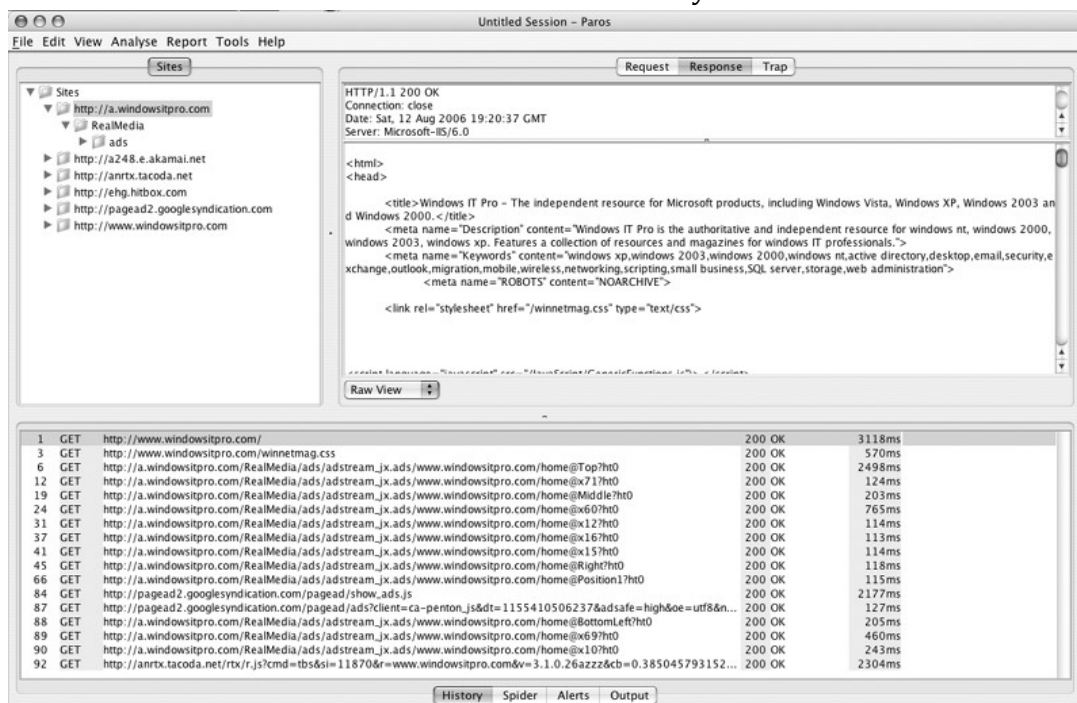 Untitled Session – Paros
File Edit View Analyse Report Tools Help
Sites
Sites
http://a.windowsitpro.com
RealMedia
ads
http://a248.e.akamai.net
http://anrtx.tacoda.net
http://ehg.hitbox.com
http://pagead2.googlesyndication.com
http://www.windowsitpro.com
Request Response Trap
HTTP/1.1 200 OK
Connection: close
Date: Sat, 12 Aug 2006 19:20:37 GMT
Server: Microsoft-IIS/6.0
<html>
<head>
<title>Windows IT Pro – The independent resource for Microsoft products, including Windows Vista, Windows XP, Windows 2003 an
d Windows 2000.</title>
<meta name="Description" content="Windows IT Pro is the authoritative and independent resource for windows nt, windows 2000,
windows 2003, windows xp. Features a collection of resources and magazines for windows IT professionals.">
<meta name="Keywords" content="windows xp,windows 2003,windows 2000,windows nt,active directory,desktop,email,security,e
xchange,outlook,migration,mobile,wireless,networking,scripting,small business,SQL server,storage,web administration">
<meta name="ROBOTS" content="NOARCHIVE">
<link rel="stylesheet" href="/winnetmag.css" type="text/css">
<script language="javascript" src="/JavaScript/GenericFunctions.js"> </script>
Raw View
1 GET http://www.windowsitpro.com/ 200 OK 3118ms
3 GET http://www.windowsitpro.com/winnetmag.css 200 OK 570ms
6 GET http://a.windowsitpro.com/RealMedia/ads/adstream_jx.ads/www.windowsitpro.com/home@Top?ht0 200 OK 2498ms
12 GET http://a.windowsitpro.com/RealMedia/ads/adstream_jx.ads/www.windowsitpro.com/home@x71?ht0 200 OK 124ms
19 GET http://a.windowsitpro.com/RealMedia/ads/adstream_jx.ads/www.windowsitpro.com/home@Middle?ht0 200 OK 203ms
24 GET http://a.windowsitpro.com/RealMedia/ads/adstream_jx.ads/www.windowsitpro.com/home@x60?ht0 200 OK 765ms
31 GET http://a.windowsitpro.com/RealMedia/ads/adstream_jx.ads/www.windowsitpro.com/home@x12?ht0 200 OK 114ms
37 GET http://a.windowsitpro.com/RealMedia/ads/adstream_jx.ads/www.windowsitpro.com/home@x16?ht0 200 OK 113ms
41 GET http://a.windowsitpro.com/RealMedia/ads/adstream_jx.ads/www.windowsitpro.com/home@x15?ht0 200 OK 114ms
45 GET http://a.windowsitpro.com/RealMedia/ads/adstream_jx.ads/www.windowsitpro.com/home@Right?ht0 200 OK 118ms
66 GET http://a.windowsitpro.com/RealMedia/ads/adstream_jx.ads/www.windowsitpro.com/home@Position1?ht0 200 OK 115ms
84 GET http://pagead2.googlesyndication.com/pagead/show_ads.js 200 OK 2177ms
87 GET http://pagead2.googlesyndication.com/pagead/ads?client=ca-penton_js&dt=1155410506237&adsafe=high&oe=utf8&n... 200 OK 127ms
88 GET http://a.windowsitpro.com/RealMedia/ads/adstream_jx.ads/www.windowsitpro.com/home@BottomLeft?ht0 200 OK 205ms
89 GET http://a.windowsitpro.com/RealMedia/ads/adstream_jx.ads/www.windowsitpro.com/home@x69?ht0 200 OK 460ms
90 GET http://a.windowsitpro.com/RealMedia/ads/adstream_jx.ads/www.windowsitpro.com/home@x10?ht0 200 OK 243ms
92 GET http://anrtx.tacoda.net/rtx/r.js?cmd=tbs&si=11870&r=www.windowsitpro.com&v=3.1.0.26azzz&cb=0.385045793152... 200 OK 2304ms
History Spider Alerts Output